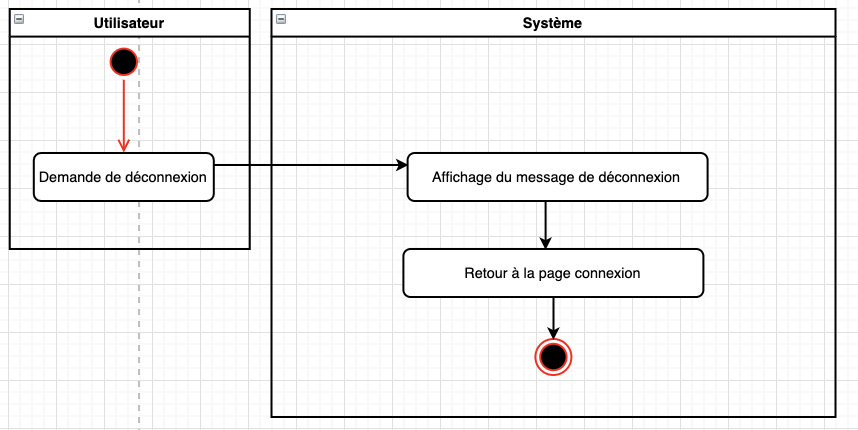 Utilisateur
Système
Demande de déconnexion
Affichage du message de déconnexion
Retour à la page connexion